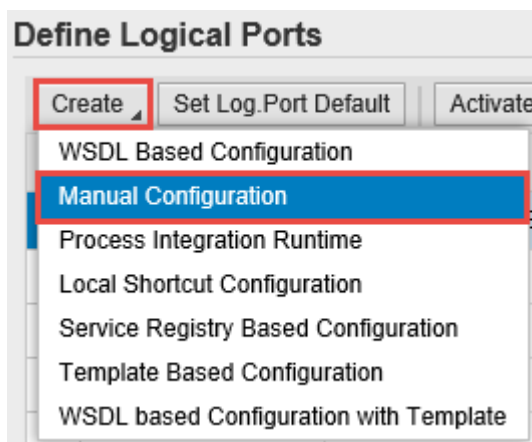 Define Logical Ports
Create Set Log.Port Default Activate
WSDL Based Configuration
Manual Configuration
Process Integration Runtime
Local Shortcut Configuration
Service Registry Based Configuration
Template Based Configuration
WSDL based Configuration with Template